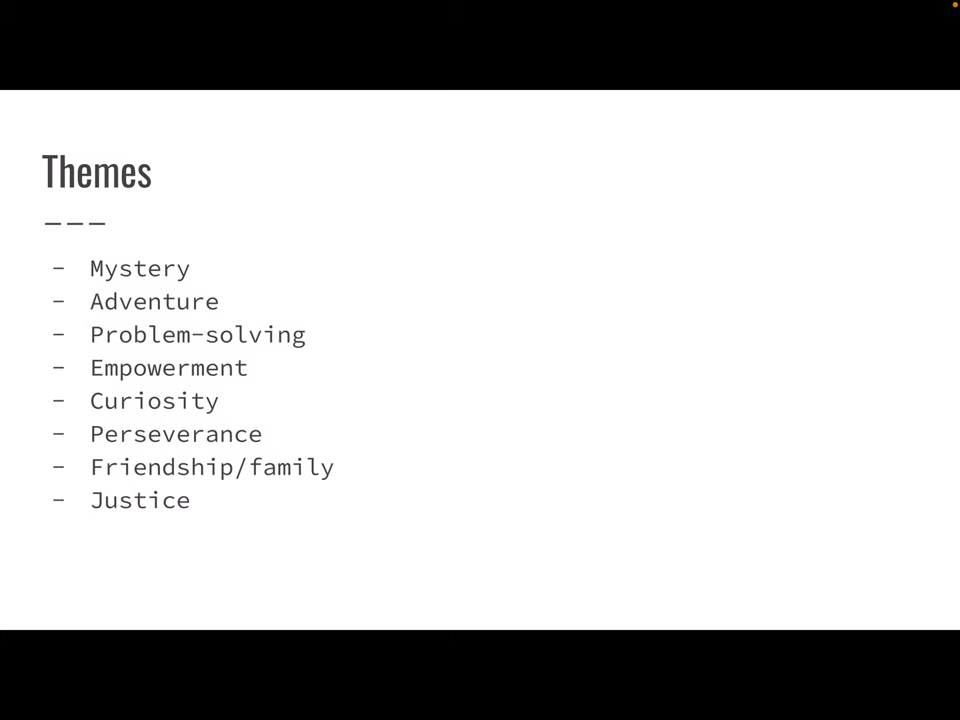 Themes
– – –
- Mystery
- Adventure
- Problem-solving
- Empowerment
- Curiosity
- Perseverance
- Friendship/family
- Justice